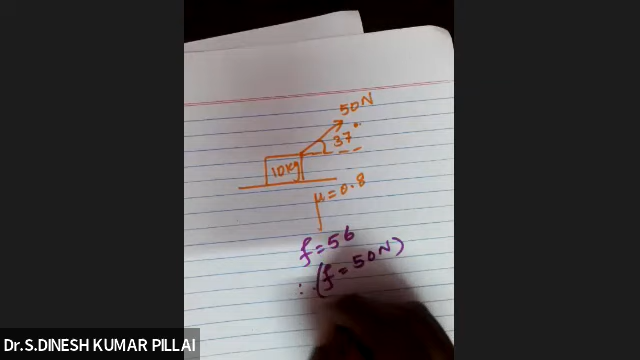 50N
37°
10Kg
μ = 0.8
f = 56
∴ (f = 50N)
Dr.S.DINESH KUMAR PILLAI